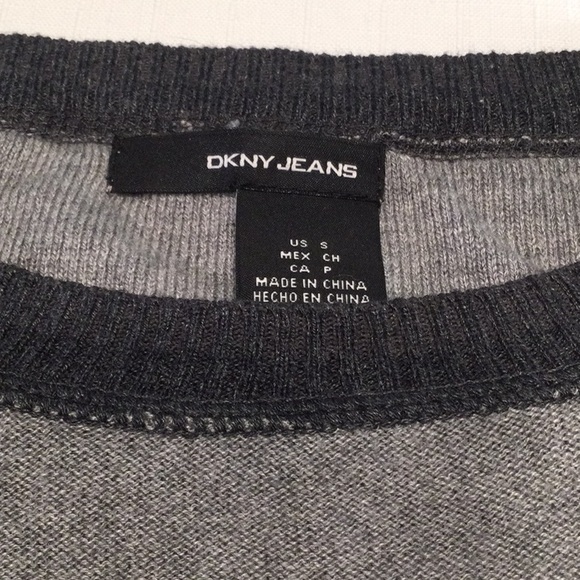 DKNY JEANS
US S
MEX CH
CA P
MADE IN CHINA
HECHO EN CHINA